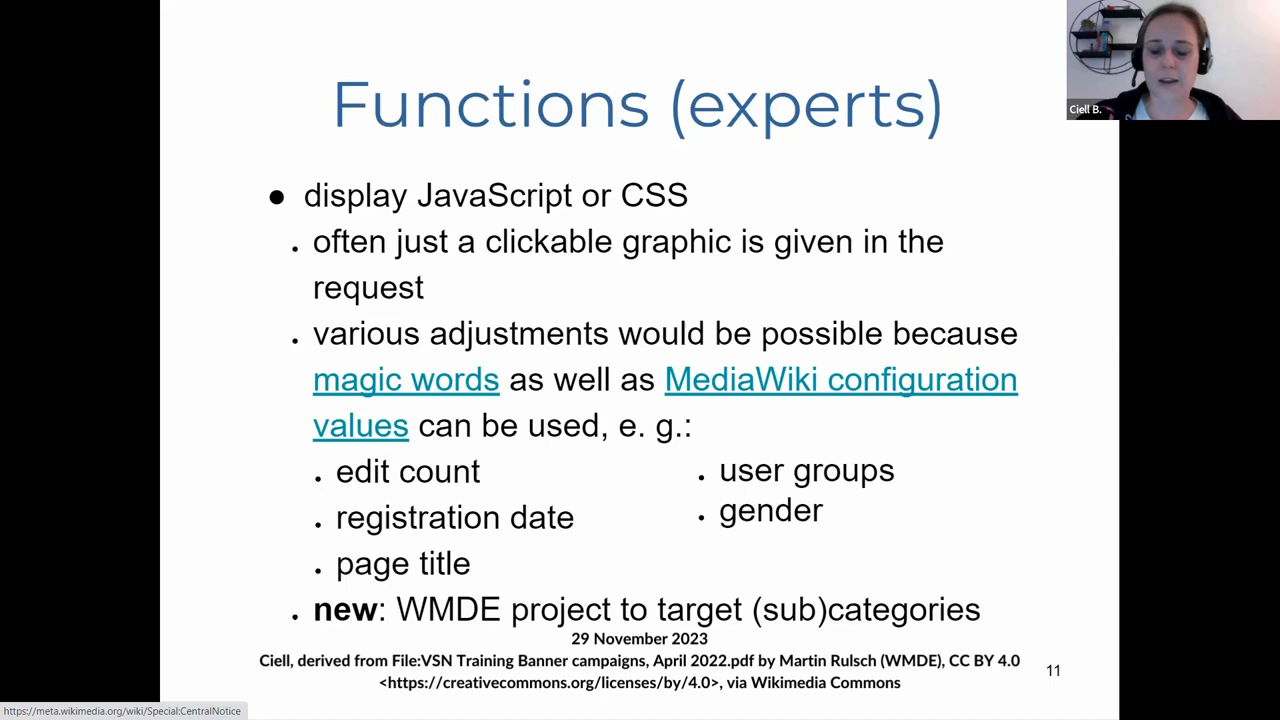 Functions (experts)
Ciell B.
● display JavaScript or CSS
. often just a clickable graphic is given in the
request
. various adjustments would be possible because
magic words as well as MediaWiki configuration
values can be used, e. g.:
. edit count
. registration date
. page title
. user groups
. gender
. new: WMDE project to target (sub)categories
29 November 2023
Ciell, derived from File:VSN Training Banner campaigns, April 2022.pdf by Martin Rulsch (WMDE), CC BY 4.0
<https://creativecommons.org/licenses/by/4.0>, via Wikimedia Commons
11
https://meta.wikimedia.org/wiki/Special:CentralNotice